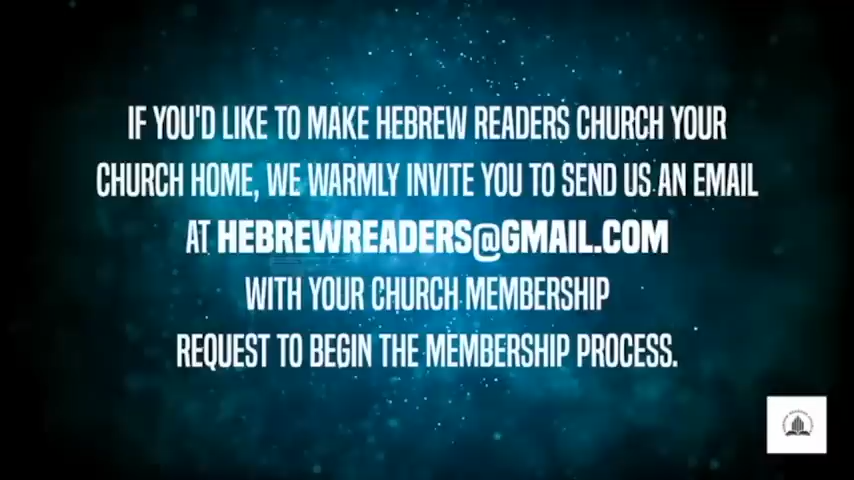 IF YOU'D LIKE TO MAKE HEBREW READERS CHURCH YOUR
CHURCH HOME, WE WARMLY INVITE YOU TO SEND US AN EMAIL
AT HEBREWREADERS@GMAIL.COM
WITH YOUR CHURCH MEMBERSHIP
REQUEST TO BEGIN THE MEMBERSHIP PROCESS.